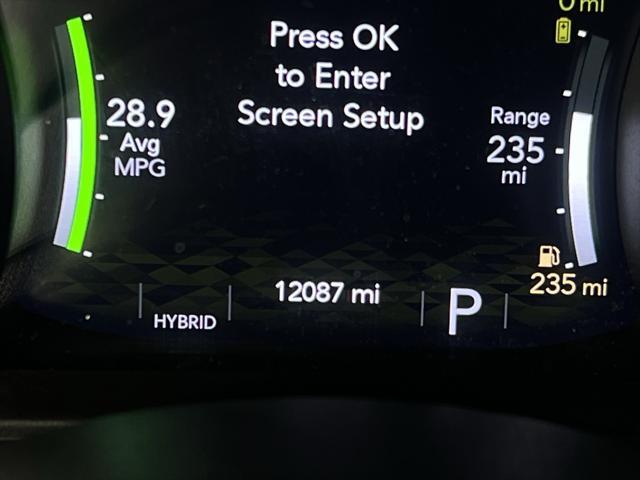 0 mi
Press OK
to Enter
Screen Setup
28.9
Avg
MPG
Range
235
mi
235 mi
12087 mi
HYBRID
P